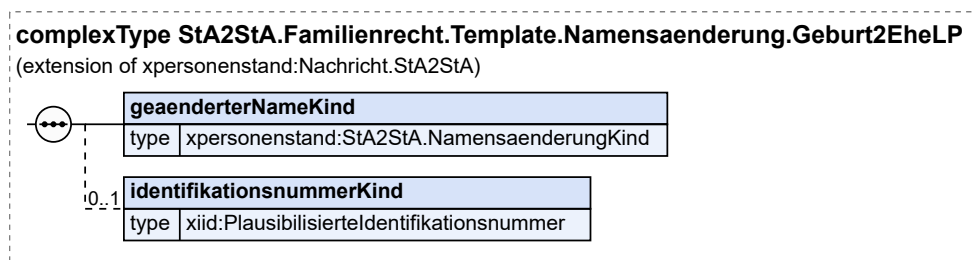 complexType StA2StA.Familienrecht.Template.Namensaenderung.Geburt2EheLP
(extension of xpersonenstand:Nachricht.StA2StA)
geaenderterNameKind
type xpersonenstand:StA2StA.NamensaenderungKind
0..1 identifikationsnummerKind
type xiid:PlausibilisierteIdentifikationsnummer